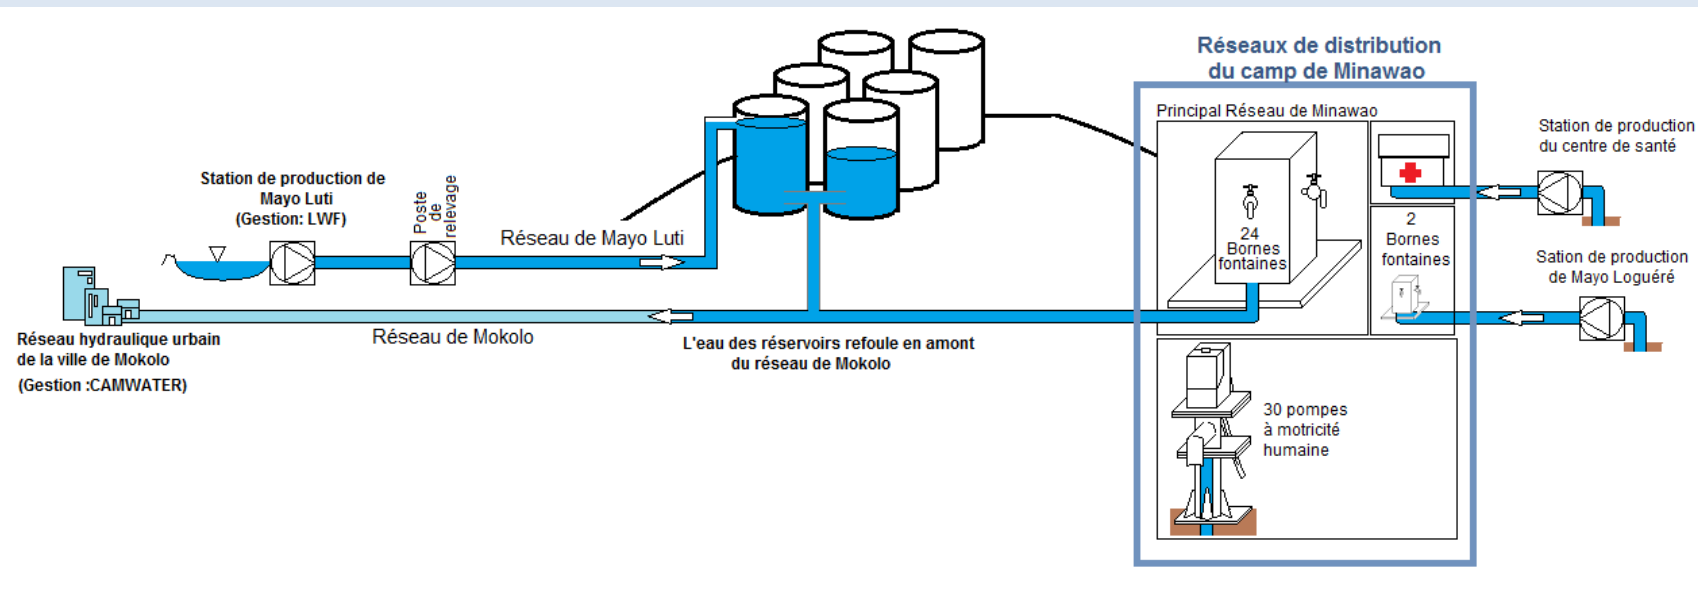 Réseaux de distribution
du camp de Minawao
Principal Réseau de Minawao
Station de production
du centre de santé
Station de production de
Mayo Luti
(Gestion: LWF)
Poste
de
relevage
Réseau de Mayo Luti
24
Bornes
fontaines
2
Bornes
fontaines
Sation de production
de Mayo Loguéré
Réseau hydraulique urbain
de la ville de Mokolo
(Gestion :CAMWATER)
Réseau de Mokolo
L'eau des réservoirs refoule en amont
du réseau de Mokolo
30 pompes
à motricité
humaine